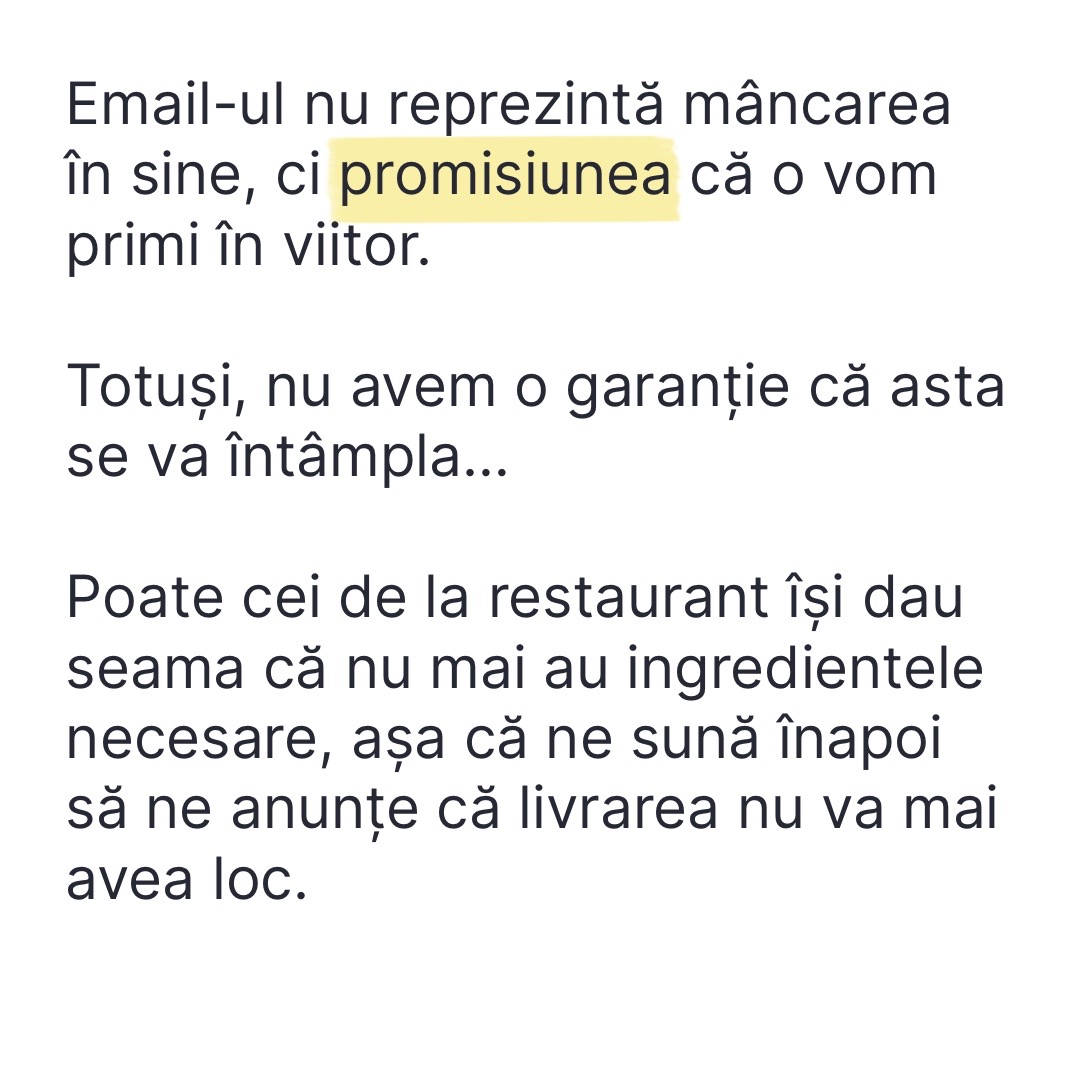 Email-ul nu reprezintă mâncarea
în sine, ci promisiunea că o vom
primi în viitor.
Totuși, nu avem o garanție că asta
se va întâmpla...
Poate cei de la restaurant își dau
seama că nu mai au ingredientele
necesare, așa că ne sună înapoi
să ne anunțe că livrarea nu va mai
avea loc.